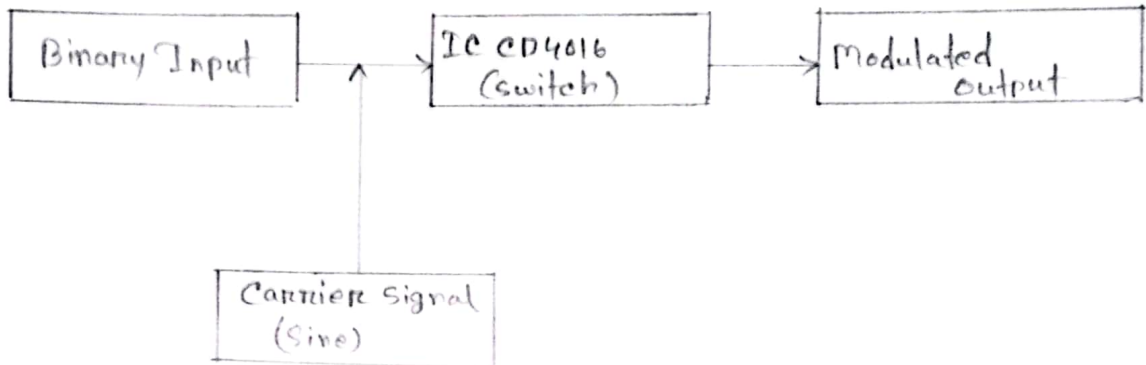 Binary Input
IC CD4016
(switch)
Modulated
output
Carrier signal
(Sine)